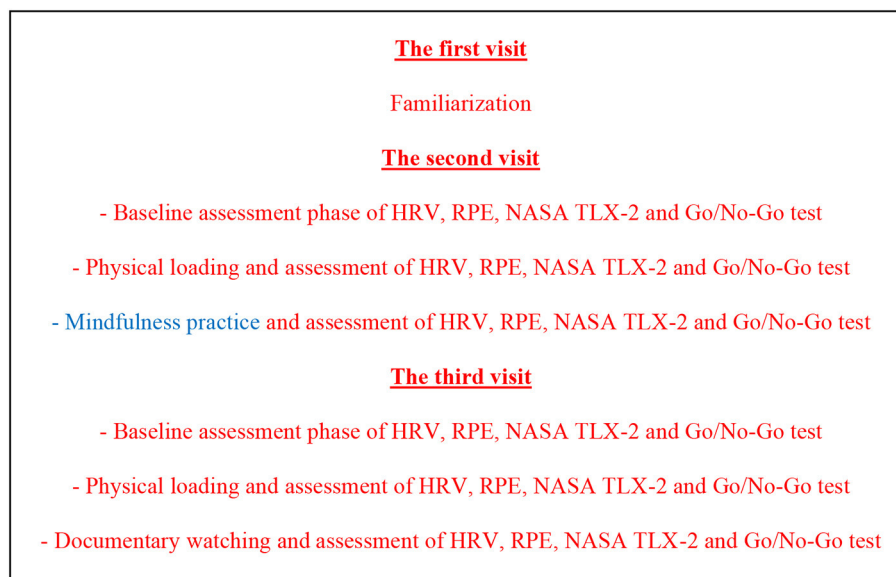 The first visit
Familiarization
The second visit
- Baseline assessment phase of HRV, RPE, NASA TLX-2 and Go/No-Go test
- Physical loading and assessment of HRV, RPE, NASA TLX-2 and Go/No-Go test
- Mindfulness practice and assessment of HRV, RPE, NASA TLX-2 and Go/No-Go test
The third visit
- Baseline assessment phase of HRV, RPE, NASA TLX-2 and Go/No-Go test
- Physical loading and assessment of HRV, RPE, NASA TLX-2 and Go/No-Go test
- Documentary watching and assessment of HRV, RPE, NASA TLX-2 and Go/No-Go test